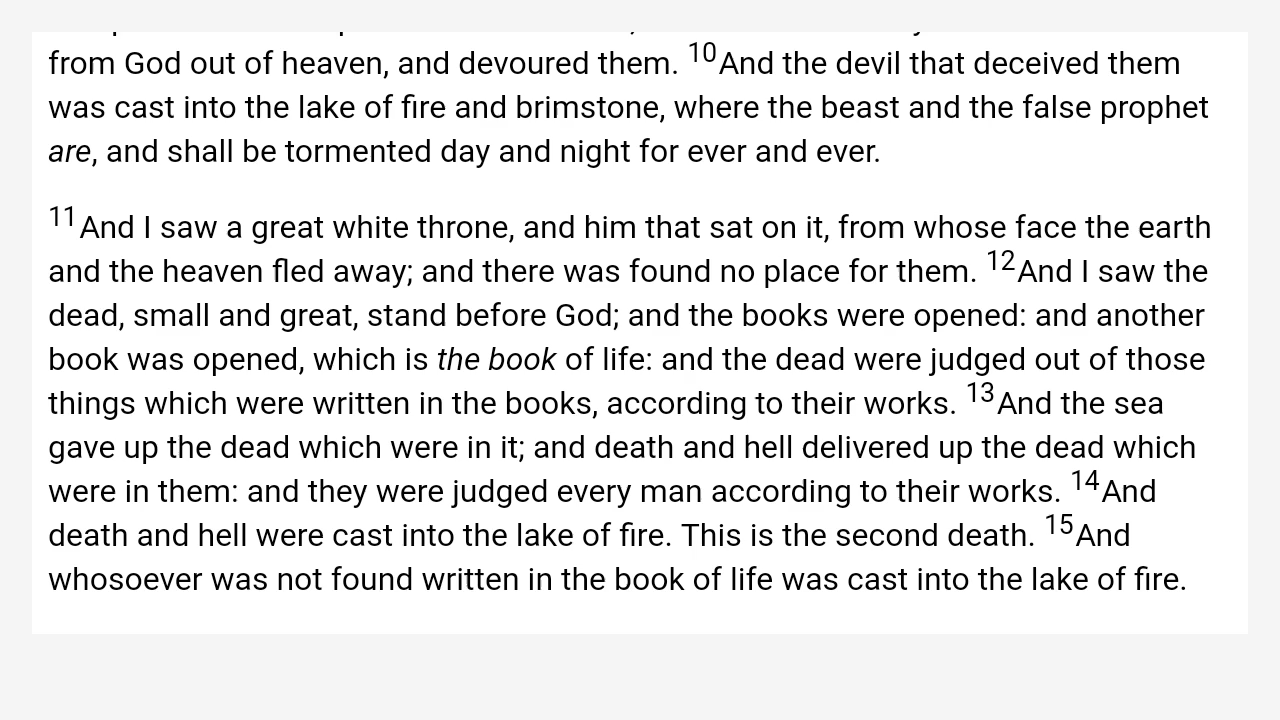 from God out of heaven, and devoured them. 10And the devil that deceived them
was cast into the lake of fire and brimstone, where the beast and the false prophet
are, and shall be tormented day and night for ever and ever.
11And I saw a great white throne, and him that sat on it, from whose face the earth
and the heaven fled away; and there was found no place for them. 12And I saw the
dead, small and great, stand before God; and the books were opened: and another
book was opened, which is the book of life: and the dead were judged out of those
things which were written in the books, according to their works. 13And the sea
gave up the dead which were in it; and death and hell delivered up the dead which
were in them: and they were judged every man according to their works. 14And
death and hell were cast into the lake of fire. This is the second death. 15And
whosoever was not found written in the book of life was cast into the lake of fire.